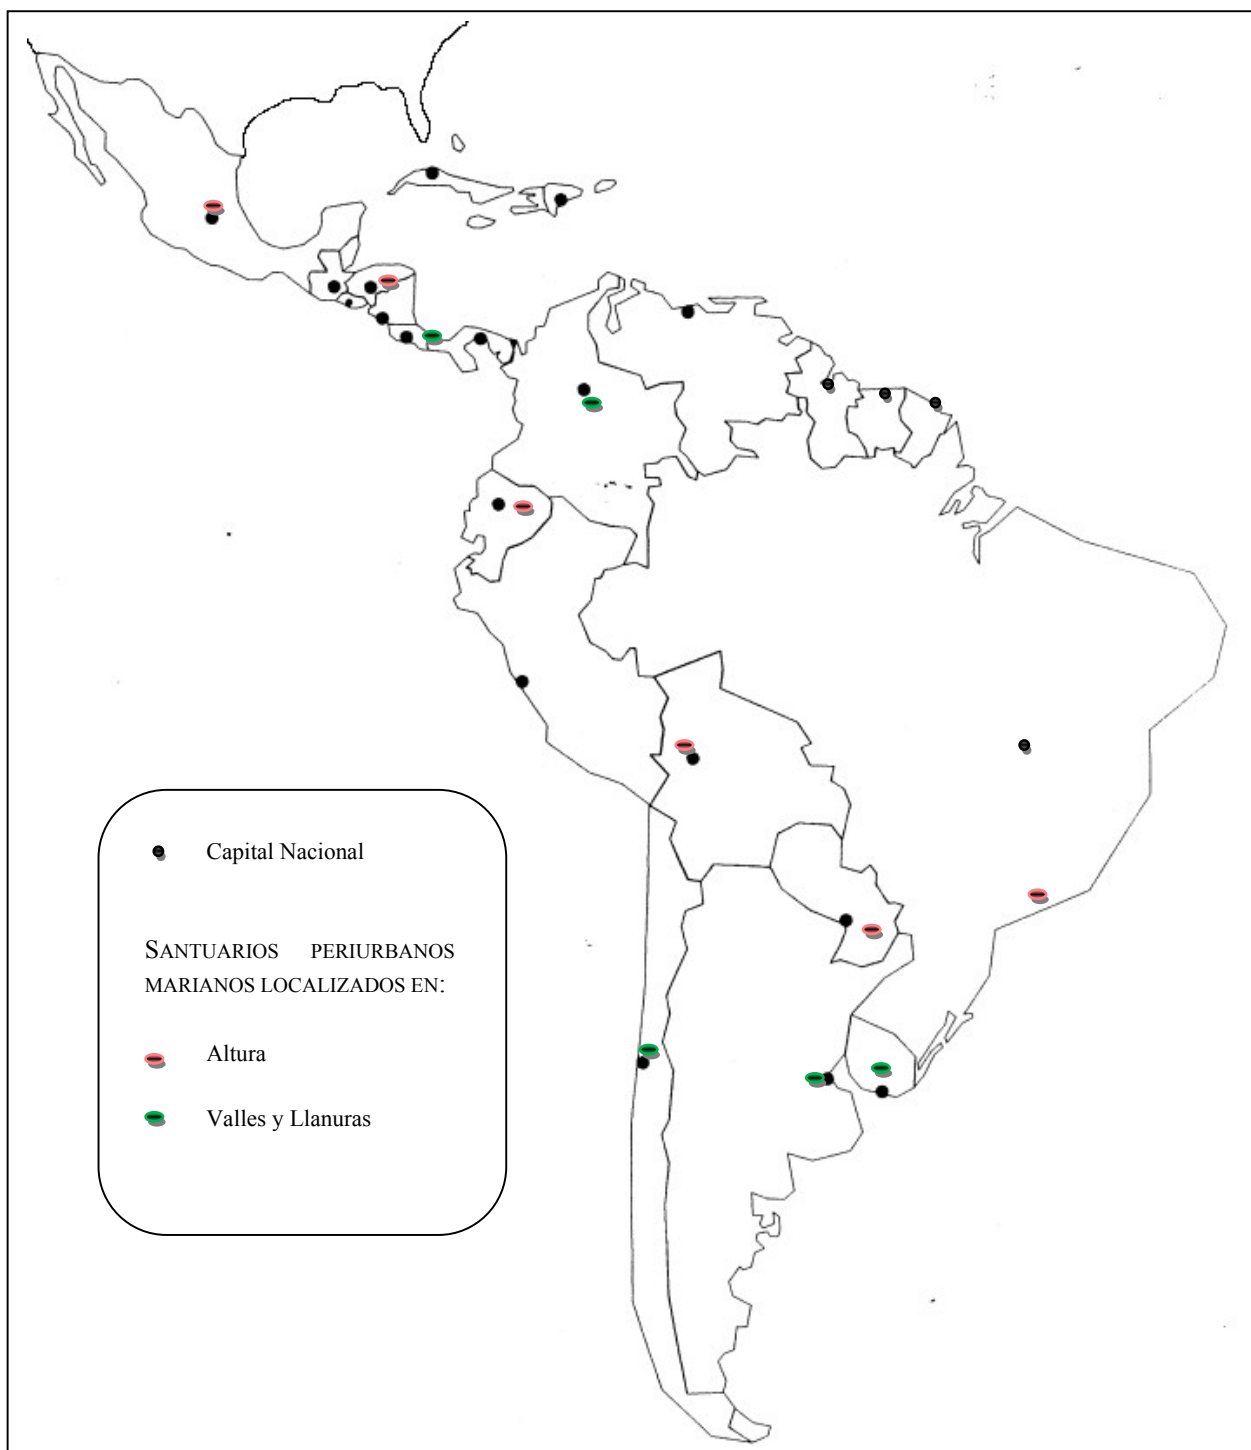 Capital Nacional
SANTUARIOS PERIURBANOS
MARIANOS LOCALIZADOS EN:
Altura
Valles y Llanuras